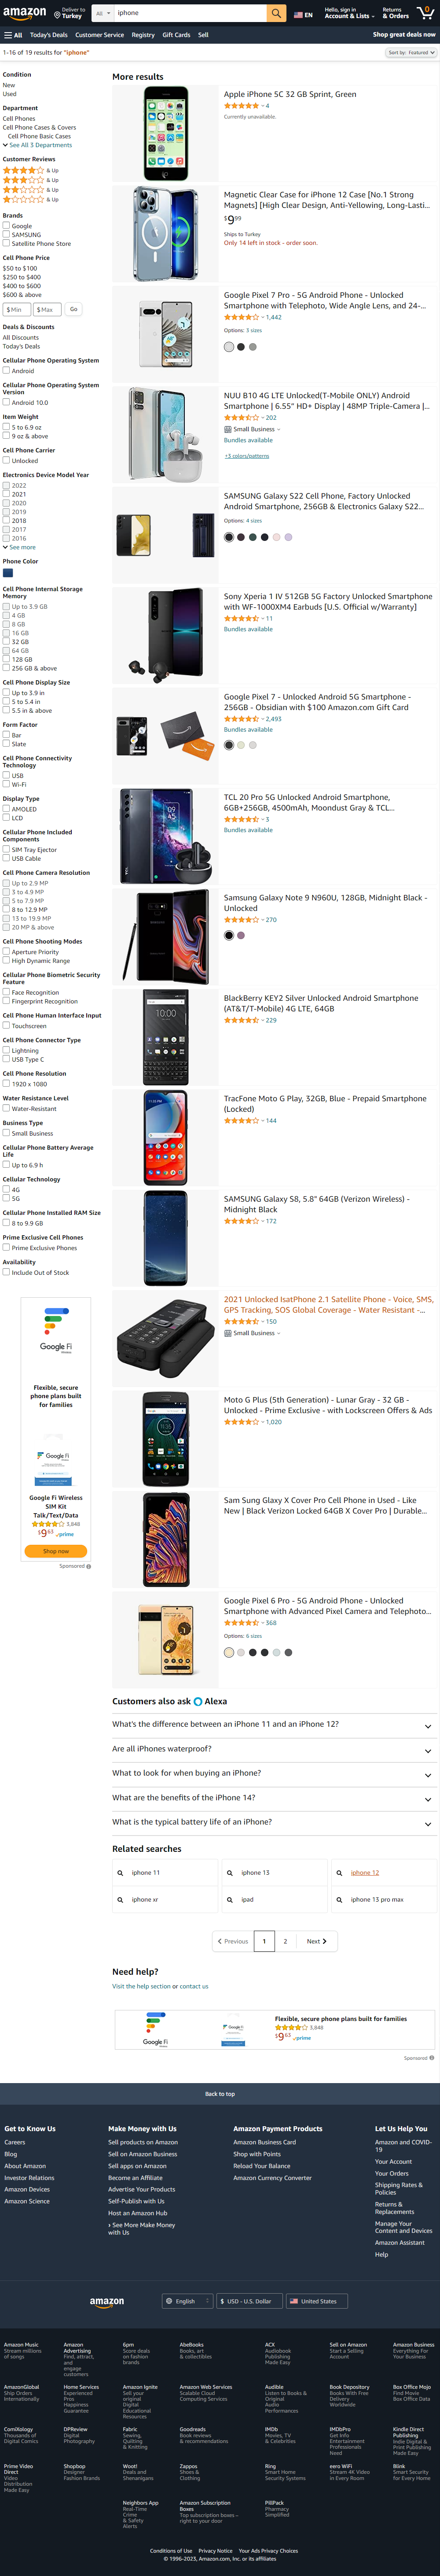 amazon
Deliver to
Turkey
All
iphone
EN
Hello, sign in
Account & Lists
Returns
& Orders
0
All
Today's Deals
Customer Service
Registry
Gift Cards
Sell
Shop great deals now
1-16 of 19 results for "iphone"
Sort by: Featured
Condition
New
Used
Department
Cell Phones
Cell Phone Cases & Covers
Cell Phone Basic Cases
See All 3 Departments
Customer Reviews
& Up
& Up
& Up
& Up
Brands
Google
SAMSUNG
Satellite Phone Store
Cell Phone Price
$50 to $100
$250 to $400
$400 to $600
$600 & above
$ Min
$ Max
Go
Deals & Discounts
All Discounts
Today's Deals
Cellular Phone Operating System
Android
Cellular Phone Operating System
Version
Android 10.0
Item Weight
5 to 6.9 oz
9 oz & above
Cell Phone Carrier
Unlocked
Electronics Device Model Year
2022
2021
2020
2019
2018
2017
2016
See more
Phone Color
Cell Phone Internal Storage
Memory
Up to 3.9 GB
4 GB
8 GB
16 GB
32 GB
64 GB
128 GB
256 GB & above
Cell Phone Display Size
Up to 3.9 in
5 to 5.4 in
5.5 in & above
Form Factor
Bar
Slate
Cell Phone Connectivity
Technology
USB
Wi-Fi
Display Type
AMOLED
LCD
Cellular Phone Included
Components
SIM Tray Ejector
USB Cable
Cell Phone Camera Resolution
Up to 2.9 MP
3 to 4.9 MP
5 to 7.9 MP
8 to 12.9 MP
13 to 19.9 MP
20 MP & above
Cell Phone Shooting Modes
Aperture Priority
High Dynamic Range
Cellular Phone Biometric Security
Feature
Face Recognition
Fingerprint Recognition
Cell Phone Human Interface Input
Touchscreen
Cell Phone Connector Type
Lightning
USB Type C
Cell Phone Resolution
1920 x 1080
Water Resistance Level
Water-Resistant
Business Type
Small Business
Cellular Phone Battery Average
Life
Up to 6.9 h
Cellular Technology
4G
5G
Cellular Phone Installed RAM Size
8 to 9.9 GB
Prime Exclusive Cell Phones
Prime Exclusive Phones
Availability
Include Out of Stock
Google Fi
Flexible, secure
phone plans built
for families
Google Fi
Google Fi Wireless
SIM Kit
Talk/Text/Data
3,848
$9 63 prime
Shop now
Sponsored
More results
Apple iPhone 5C 32 GB Sprint, Green
4
Currently unavailable.
Magnetic Clear Case for iPhone 12 Case [No.1 Strong
Magnets] [High Clear Design, Anti-Yellowing, Long-Lasti...
$9 99
Ships to Turkey
Only 14 left in stock - order soon.
Google Pixel 7 Pro - 5G Android Phone - Unlocked
Smartphone with Telephoto, Wide Angle Lens, and 24-...
1,442
Options: 3 sizes
NUU B10 4G LTE Unlocked(T-Mobile ONLY) Android
Smartphone | 6.55" HD+ Display | 48MP Triple-Camera |...
202
Small Business
Bundles available
+3 colors/patterns
SAMSUNG Galaxy S22 Cell Phone, Factory Unlocked
Android Smartphone, 256GB & Electronics Galaxy S22...
Options: 4 sizes
Sony Xperia 1 IV 512GB 5G Factory Unlocked Smartphone
with WF-1000XM4 Earbuds [U.S. Official w/Warranty]
11
Bundles available
Google Pixel 7 - Unlocked Android 5G Smartphone -
256GB - Obsidian with $100 Amazon.com Gift Card
2,493
Bundles available
TCL 20 Pro 5G Unlocked Android Smartphone,
6GB+256GB, 4500mAh, Moondust Gray & TCL...
3
Bundles available
Samsung Galaxy Note 9 N960U, 128GB, Midnight Black -
Unlocked
270
BlackBerry KEY2 Silver Unlocked Android Smartphone
(AT&T/T-Mobile) 4G LTE, 64GB
229
TracFone Moto G Play, 32GB, Blue - Prepaid Smartphone
(Locked)
144
SAMSUNG Galaxy S8, 5.8" 64GB (Verizon Wireless) -
Midnight Black
172
2021 Unlocked IsatPhone 2.1 Satellite Phone - Voice, SMS,
GPS Tracking, SOS Global Coverage - Water Resistant -...
150
Small Business
Moto G Plus (5th Generation) - Lunar Gray - 32 GB -
Unlocked - Prime Exclusive - with Lockscreen Offers & Ads
1,020
Sam Sung Glaxy X Cover Pro Cell Phone in Used - Like
New | Black Verizon Locked 64GB X Cover Pro | Durable...
Google Pixel 6 Pro - 5G Android Phone - Unlocked
Smartphone with Advanced Pixel Camera and Telephoto...
368
Options: 6 sizes
Customers also ask Alexa
What's the difference between an iPhone 11 and an iPhone 12?
Are all iPhones waterproof?
What to look for when buying an iPhone?
What are the benefits of the iPhone 14?
What is the typical battery life of an iPhone?
Related searches
iphone 11
iphone 13
iphone 12
iphone xr
ipad
iphone 13 pro max
Previous
1
2
Next
Need help?
Visit the help section or contact us
Google Fi
Flexible, secure phone plans built for families
3,848
$9 63 prime
Sponsored
Back to top
Get to Know Us
Careers
Blog
About Amazon
Investor Relations
Amazon Devices
Amazon Science
Make Money with Us
Sell products on Amazon
Sell on Amazon Business
Sell apps on Amazon
Become an Affiliate
Advertise Your Products
Self-Publish with Us
Host an Amazon Hub
› See More Make Money
with Us
Amazon Payment Products
Amazon Business Card
Shop with Points
Reload Your Balance
Amazon Currency Converter
Let Us Help You
Amazon and COVID-
19
Your Account
Your Orders
Shipping Rates &
Policies
Returns &
Replacements
Manage Your
Content and Devices
Amazon Assistant
Help
amazon
English
$ USD - U.S. Dollar
United States
Amazon Music
Stream millions
of songs
Amazon
Advertising
Find, attract,
and
engage
customers
6pm
Score deals
on fashion
brands
AbeBooks
Books, art
& collectibles
ACX
Audiobook
Publishing
Made Easy
Sell on Amazon
Start a Selling
Account
Amazon Business
Everything For
Your Business
AmazonGlobal
Ship Orders
Internationally
Home Services
Experienced
Pros
Happiness
Guarantee
Amazon Ignite
Sell your
original
Digital
Educational
Resources
Amazon Web Services
Scalable Cloud
Computing Services
Audible
Listen to Books &
Original
Audio
Performances
Book Depository
Books With Free
Delivery
Worldwide
Box Office Mojo
Find Movie
Box Office Data
ComiXology
Thousands of
Digital Comics
DPReview
Digital
Photography
Fabric
Sewing,
Quilting
& Knitting
Goodreads
Book reviews
& recommendations
IMDb
Movies, TV
& Celebrities
IMDbPro
Get Info
Entertainment
Professionals
Need
Kindle Direct
Publishing
Indie Digital &
Print Publishing
Made Easy
Prime Video
Direct
Video
Distribution
Made Easy
Shopbop
Designer
Fashion Brands
Woot!
Deals and
Shenanigans
Zappos
Shoes &
Clothing
Ring
Smart Home
Security Systems
eero WiFi
Stream 4K Video
in Every Room
Blink
Smart Security
for Every Home
Neighbors App
Real-Time
Crime
& Safety
Alerts
Amazon Subscription
Boxes
Top subscription boxes –
right to your door
PillPack
Pharmacy
Simplified
Conditions of Use
Privacy Notice
Your Ads Privacy Choices
© 1996-2023, Amazon.com, Inc. or its affiliates